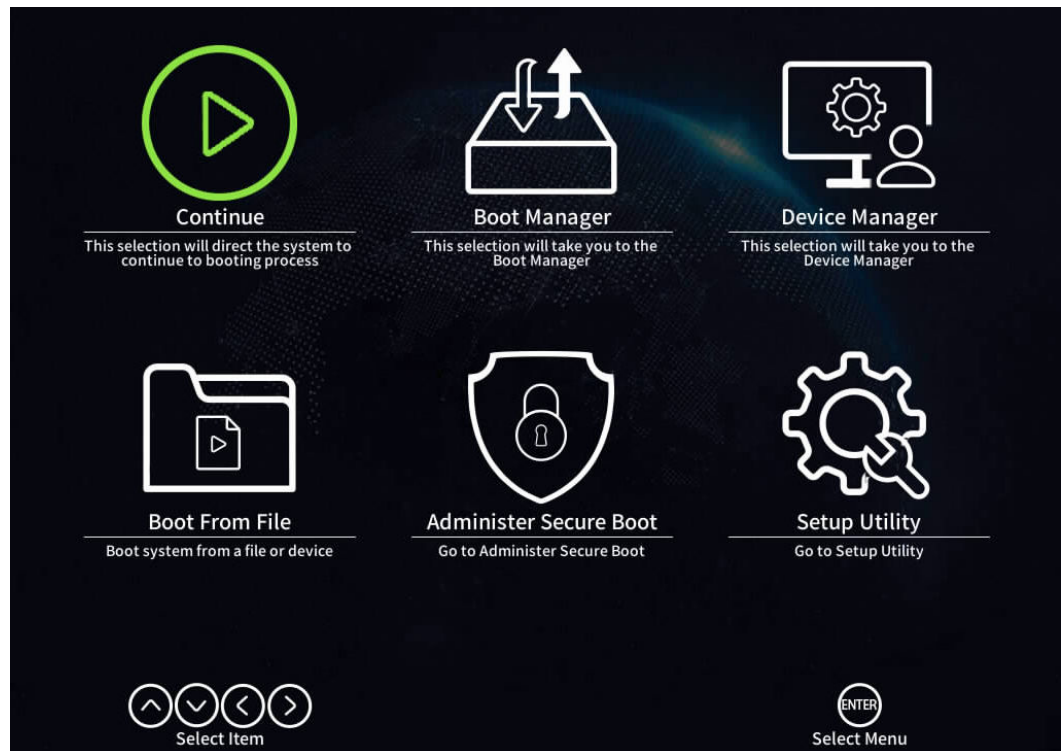 Continue
This selection will direct the system to
continue to booting process
Boot Manager
This selection will take you to the
Boot Manager
Device Manager
This selection will take you to the
Device Manager
Boot From File
Boot system from a file or device
Administer Secure Boot
Go to Administer Secure Boot
Setup Utility
Go to Setup Utility
Select Item
ENTER
Select Menu